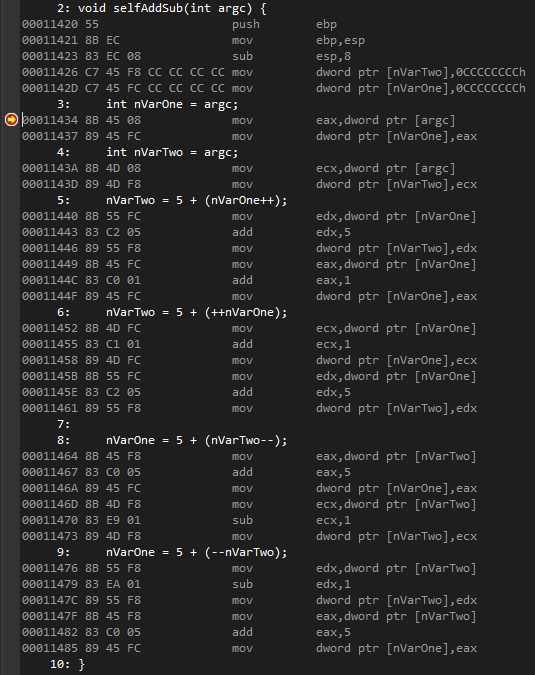 2: void selfAddSub(int argc) {
00011420 55 push ebp
00011421 8B EC mov ebp,esp
00011423 83 EC 08 sub esp,8
00011426 C7 45 F8 CC CC CC CC mov dword ptr [nVarTwo],0CCCCCCCCh
0001142D C7 45 FC CC CC CC CC mov dword ptr [nVarOne],0CCCCCCCCh
3: int nVarOne = argc;
00011434 8B 45 08 mov eax,dword ptr [argc]
00011437 89 45 FC mov dword ptr [nVarOne],eax
4: int nVarTwo = argc;
0001143A 8B 4D 08 mov ecx,dword ptr [argc]
0001143D 89 4D F8 mov dword ptr [nVarTwo],ecx
5: nVarTwo = 5 + (nVarOne++);
00011440 8B 55 FC mov edx,dword ptr [nVarOne]
00011443 83 C2 05 add edx,5
00011446 89 55 F8 mov dword ptr [nVarTwo],edx
00011449 8B 45 FC mov eax,dword ptr [nVarOne]
0001144C 83 C0 01 add eax,1
0001144F 89 45 FC mov dword ptr [nVarOne],eax
6: nVarTwo = 5 + (++nVarOne);
00011452 8B 4D FC mov ecx,dword ptr [nVarOne]
00011455 83 C1 01 add ecx,1
00011458 89 4D FC mov dword ptr [nVarOne],ecx
0001145B 8B 55 FC mov edx,dword ptr [nVarOne]
0001145E 83 C2 05 add edx,5
00011461 89 55 F8 mov dword ptr [nVarTwo],edx
7:
8: nVarOne = 5 + (nVarTwo--);
00011464 8B 45 F8 mov eax,dword ptr [nVarTwo]
00011467 83 C0 05 add eax,5
0001146A 89 45 FC mov dword ptr [nVarOne],eax
0001146D 8B 4D F8 mov ecx,dword ptr [nVarTwo]
00011470 83 E9 01 sub ecx,1
00011473 89 4D F8 mov dword ptr [nVarTwo],ecx
9: nVarOne = 5 + (--nVarTwo);
00011476 8B 55 F8 mov edx,dword ptr [nVarTwo]
00011479 83 EA 01 sub edx,1
0001147C 89 55 F8 mov dword ptr [nVarTwo],edx
0001147F 8B 45 F8 mov eax,dword ptr [nVarTwo]
00011482 83 C0 05 add eax,5
00011485 89 45 FC mov dword ptr [nVarOne],eax
10: }